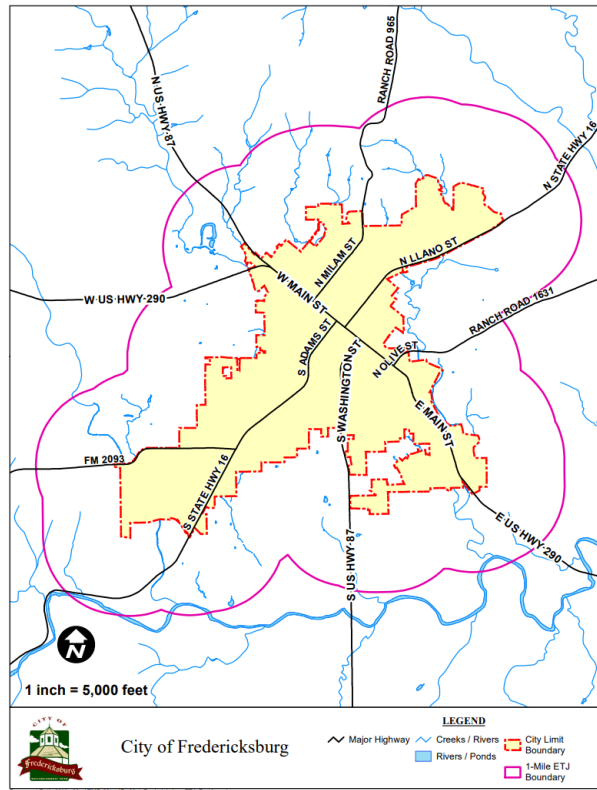 RANCH ROAD 965
N US HWY 87
N STATE HWY 16
N MILAM ST
N LLANO ST
W US HWY 290
W MAIN ST
RANCH ROAD 1631
S ADAMS ST
S WASHINGTON ST
N OLIVE ST
E MAIN ST
FM 2093
S STATE HWY 16
E US HWY 290
S US HWY 87
N
1 inch = 5,000 feet
CITY OF
Fredericksburg
City of Fredericksburg
LEGEND
Major Highway
Creeks / Rivers
Rivers / Ponds
City Limit
Boundary
1-Mile ETJ
Boundary